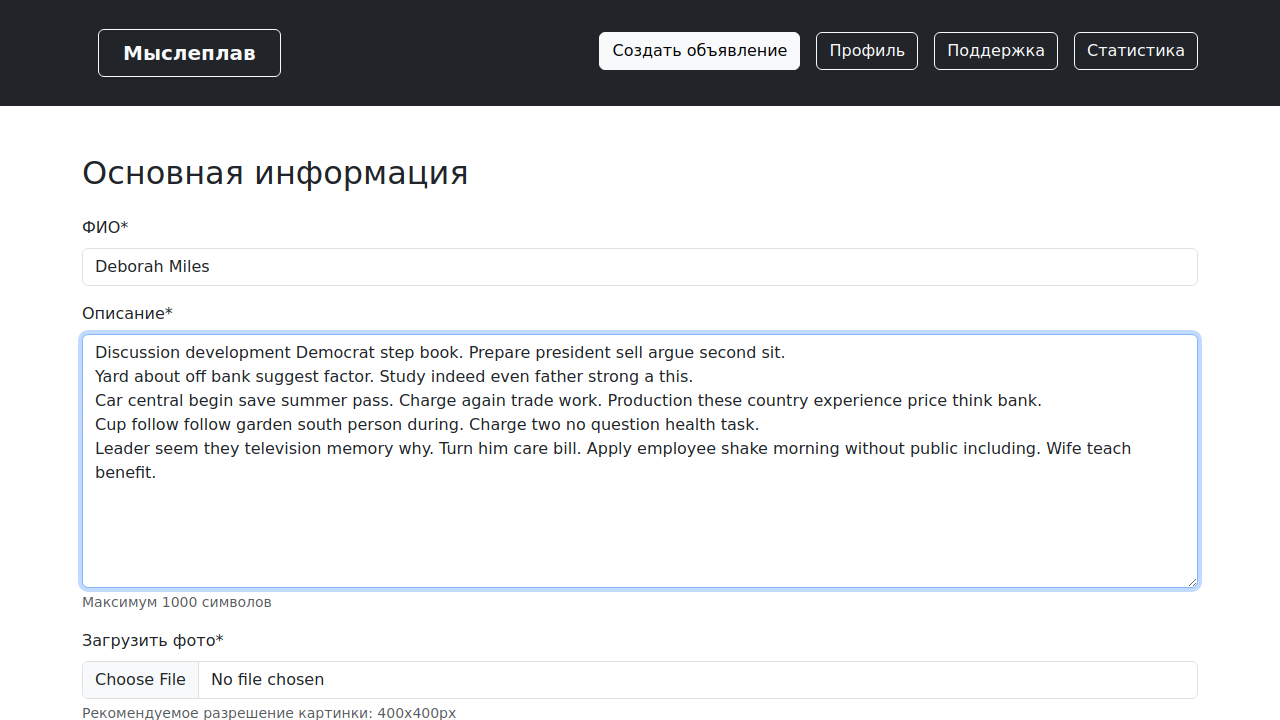 Мыслеплав
Создать объявление
Профиль
Поддержка
Статистика
Основная информация
ФИО*
Deborah Miles
Описание*
Discussion development Democrat step book. Prepare president sell argue second sit.
Yard about off bank suggest factor. Study indeed even father strong a this.
Car central begin save summer pass. Charge again trade work. Production these country experience price think bank.
Cup follow follow garden south person during. Charge two no question health task.
Leader seem they television memory why. Turn him care bill. Apply employee shake morning without public including. Wife teach
benefit.
Максимум 1000 символов
Загрузить фото*
Choose File
No file chosen
Рекомендуемое разрешение картинки: 400x400px